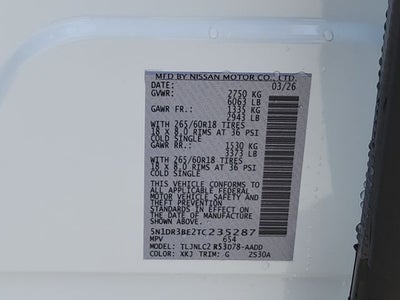 MFD BY NISSAN MOTOR CO., LTD.
DATE: 03/26
GVWR: 2750 KG
6063 LB
GAWR FR.: 1335 KG
2943 LB
WITH 265/60R18 TIRES
18 X 8.0 RIMS AT 36 PSI
COLD SINGLE
GAWR RR.: 1530 KG
3373 LB
WITH 265/60R18 TIRES
18 X 8.0 RIMS AT 36 PSI
COLD SINGLE
THIS VEHICLE CONFORMS TO ALL
APPLICABLE FEDERAL MOTOR
VEHICLE SAFETY AND THEFT
PREVENTION STANDARDS IN EFFECT ON
THE DATE OF MANUFACTURE
SHOWN ABOVE.
5N1DR3BE2TC235287
MPV 654
MODEL: TLJNLCZ R53078-AADD
COLOR: XKJ TRIM: G ZS30A